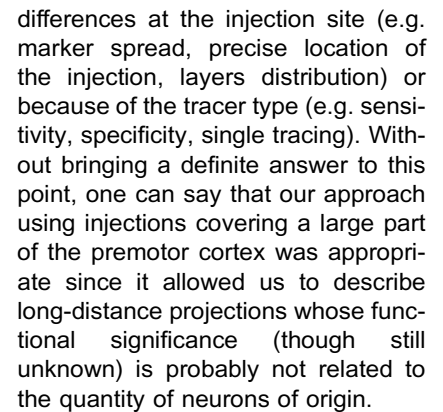 differences at the injection site (e.g.
marker spread, precise location of
the injection, layers distribution) or
because of the tracer type (e.g. sensi-
tivity, specificity, single tracing). With-
out bringing a definite answer to this
point, one can say that our approach
using injections covering a large part
of the premotor cortex was appropri-
ate since it allowed us to describe
long-distance projections whose func-
tional significance (though still
unknown) is probably not related to
the quantity of neurons of origin.